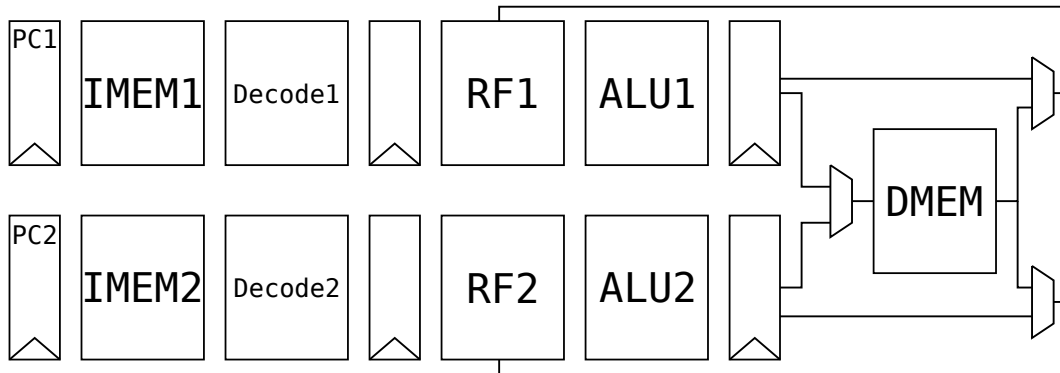 PC1
IMEM1
Decode1
RF1
ALU1
DMEM
PC2
IMEM2
Decode2
RF2
ALU2